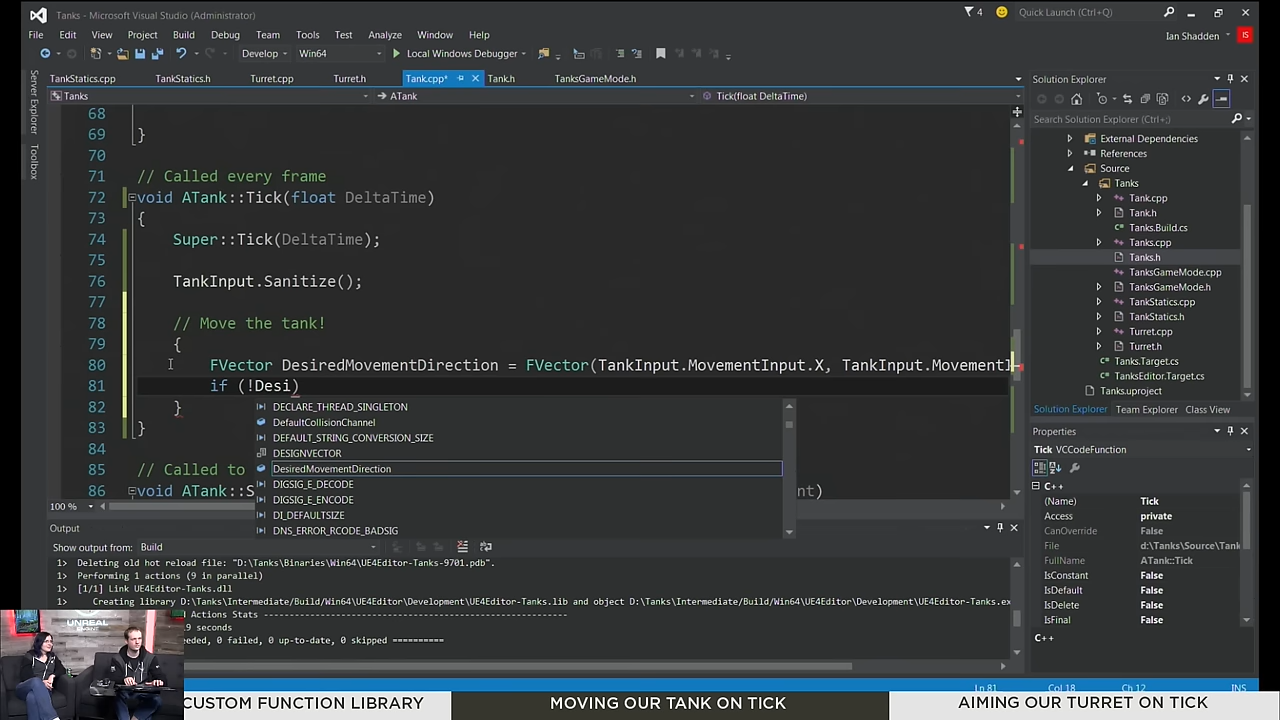 Tanks - Microsoft Visual Studio (Administrator)
4
Quick Launch (Ctrl+Q)
File Edit View Project Build Debug Team Tools Test Analyze Window Help
Ian Shadden
IS
Develop Win64 Local Windows Debugger
Server Explorer
Toolbox
TankStatics.cpp TankStatics.h Turret.cpp Turret.h Tank.cpp* Tank.h TanksGameMode.h
Tanks ATank Tick(float DeltaTime)
68
69 }
70
71 // Called every frame
72 void ATank::Tick(float DeltaTime)
73 {
74 Super::Tick(DeltaTime);
75
76 TankInput.Sanitize();
77
78 // Move the tank!
79 {
80 FVector DesiredMovementDirection = FVector(TankInput.MovementInput.X, TankInput.MovementI
81 if (!Desi)
82 }
83 }
84
85 // Called to
86 void ATank::S nt)
DECLARE_THREAD_SINGLETON
DefaultCollisionChannel
DEFAULT_STRING_CONVERSION_SIZE
DESIGNVECTOR
DesiredMovementDirection
DIGSIG_E_DECODE
DIGSIG_E_ENCODE
DI_DEFAULTSIZE
DNS_ERROR_RCODE_BADSIG
100 %
Output
Show output from: Build
1> Deleting old hot reload file: "D:\Tanks\Binaries\Win64\UE4Editor-Tanks-9701.pdb".
1> Performing 1 actions (9 in parallel)
1> [1/1] Link UE4Editor-Tanks.dll
1> Creating library D:\Tanks\Intermediate\Build\Win64\UE4Editor\Development\UE4Editor-Tanks.lib and object D:\Tanks\Intermediate\Build\Win64\UE4Editor\Development\UE4Editor-Tanks.ex
Actions Stats
9 seconds
eeded, 0 failed, 0 up-to-date, 0 skipped ==========
Solution Explorer
Search Solution Explorer (Ctrl+;)
External Dependencies
References
Source
Tanks
Tank.cpp
Tank.h
Tanks.Build.cs
Tanks.cpp
Tanks.h
TanksGameMode.cpp
TanksGameMode.h
TankStatics.cpp
TankStatics.h
Turret.cpp
Turret.h
Tanks.Target.cs
TanksEditor.Target.cs
Tanks.uproject
Solution Explorer Team Explorer Class View
Properties
Tick VCCodeFunction
C++
(Name) Tick
Access private
CanOverride False
File d:\Tanks\Source\Tank
FullName ATank::Tick
IsConstant False
IsDefault False
IsDelete False
IsFinal False
C++
Ln 81 Col 18 Ch 12 INS
UNREAL
CUSTOM FUNCTION LIBRARY
MOVING OUR TANK ON TICK
AIMING OUR TURRET ON TICK